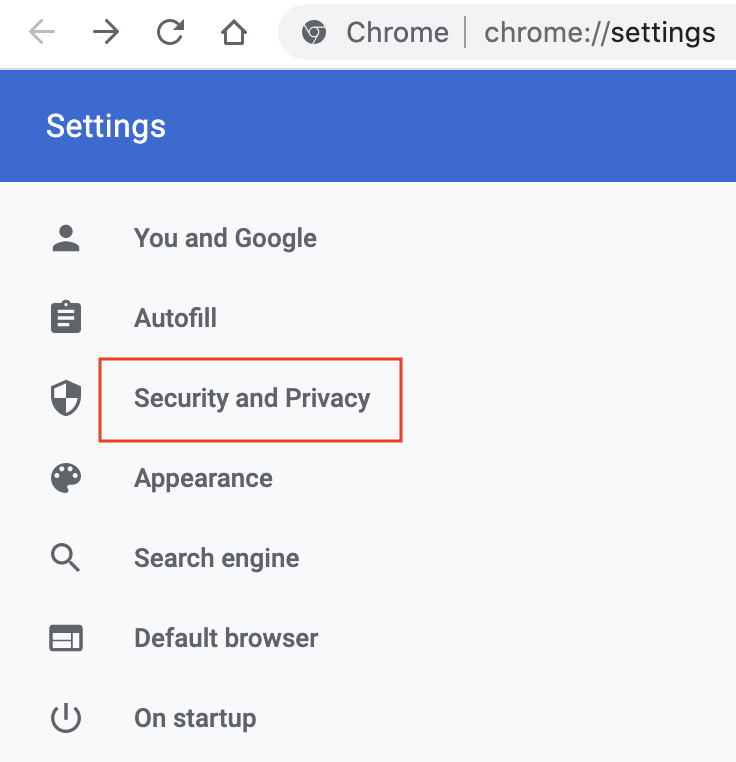 Chrome | chrome://settings
Settings
You and Google
Autofill
Security and Privacy
Appearance
Search engine
Default browser
On startup